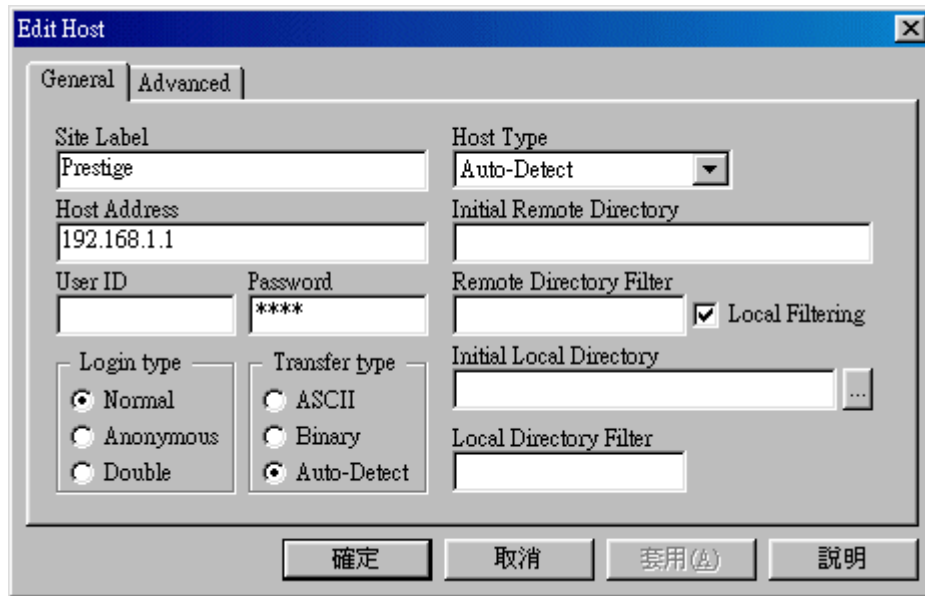 Edit Host
General
Advanced
Site Label
Prestige
Host Address
192.168.1.1
User ID
Password
****
Login type
Normal
Anonymous
Double
Transfer type
ASCII
Binary
Auto-Detect
Host Type
Auto-Detect
Initial Remote Directory
Remote Directory Filter
Local Filtering
Initial Local Directory
...
Local Directory Filter
確定
取消
套用(A)
說明